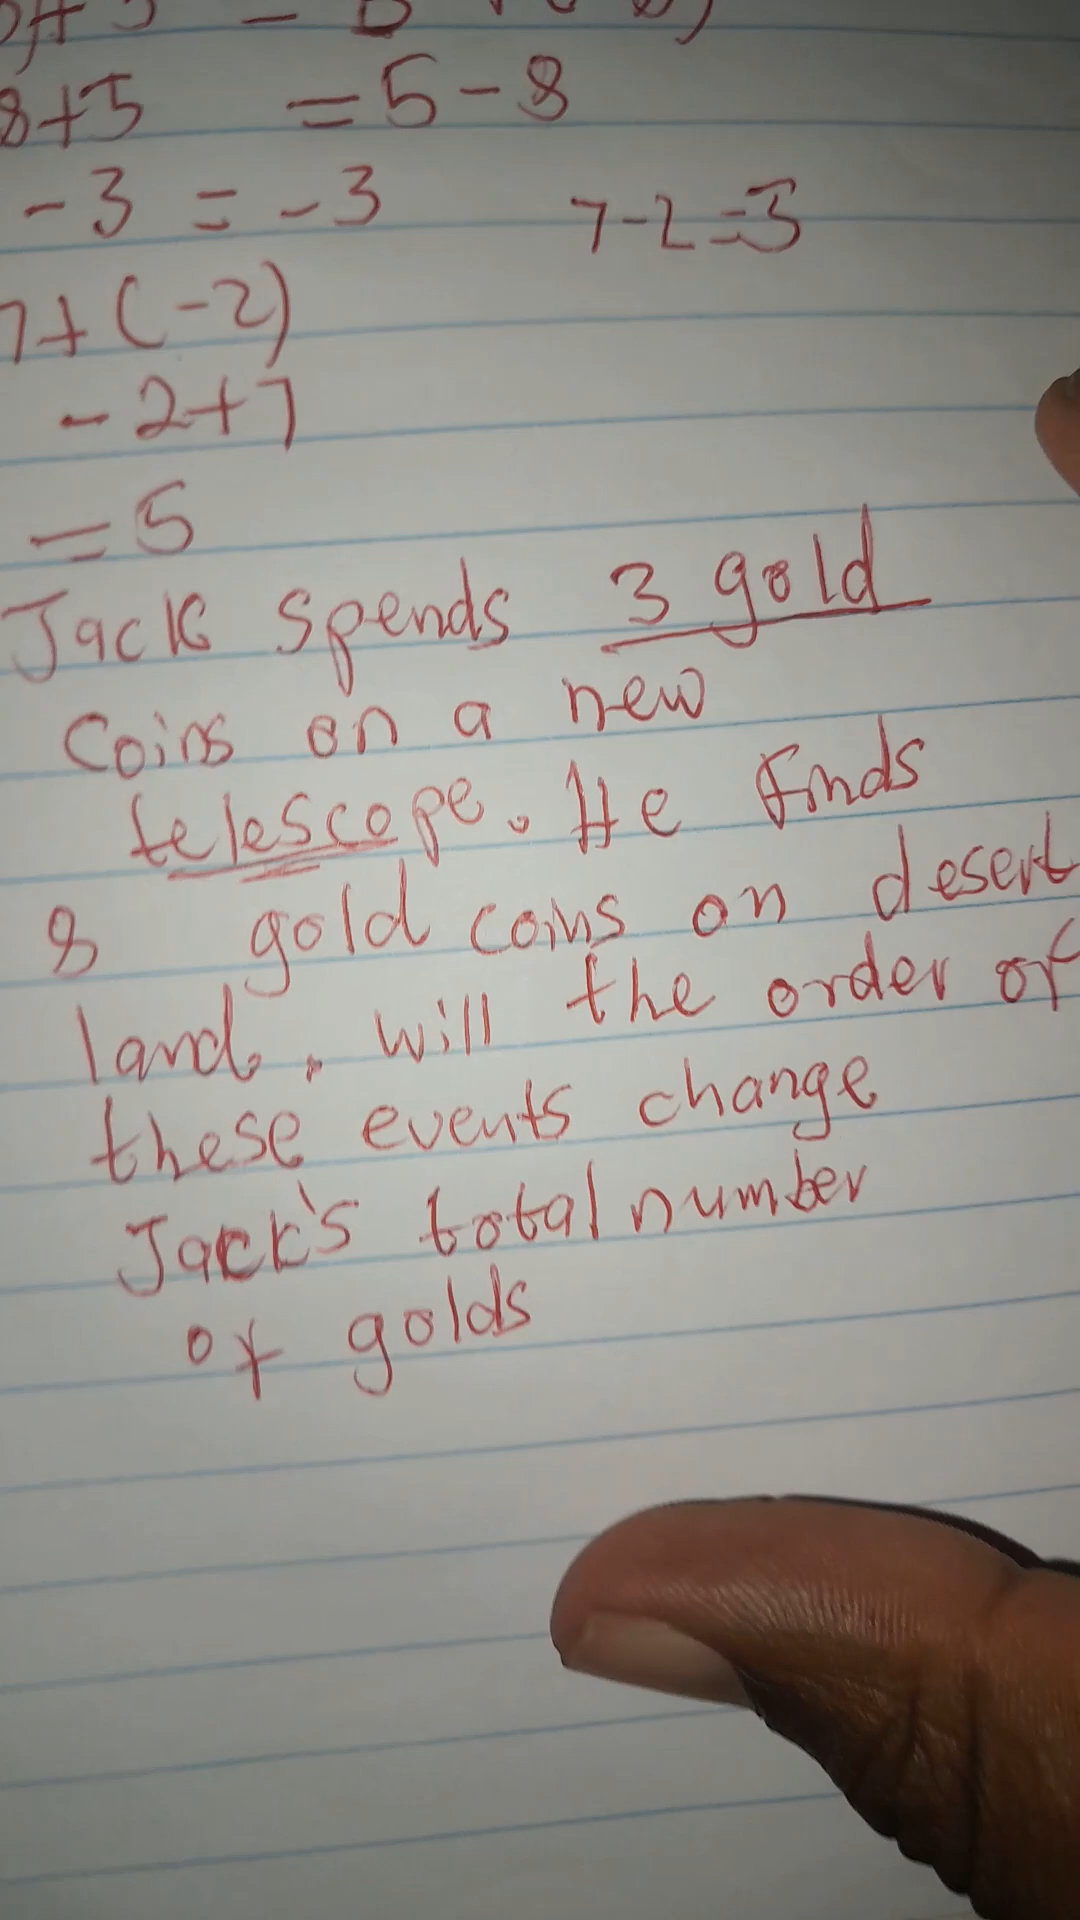 8+5 = 5-8
-3 = -3 7-2=5
7+(-2)
-2+7
=5
Jack spends 3 gold
coins on a new
telescope. He finds
8 gold coins on desert
land. will the order of
these events change
Jack's total number
of golds